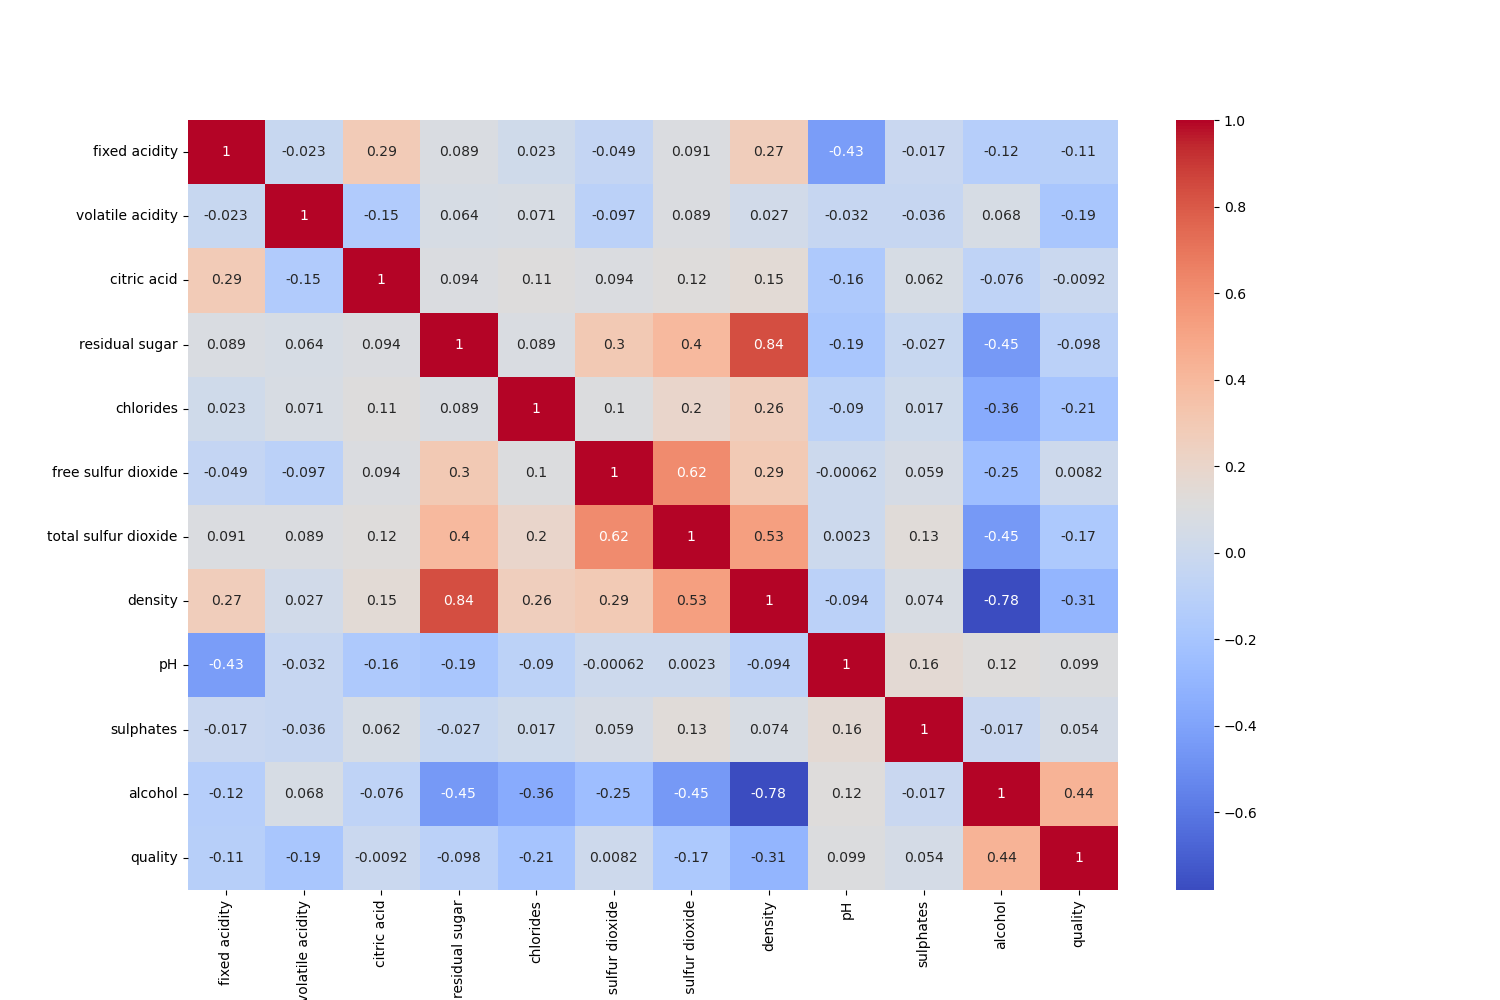 fixed acidity 1 -0.023 0.29 0.089 0.023 -0.049 0.091 0.27 -0.43 -0.017 -0.12 -0.11
volatile acidity -0.023 1 -0.15 0.064 0.071 -0.097 0.089 0.027 -0.032 -0.036 0.068 -0.19
citric acid 0.29 -0.15 1 0.094 0.11 0.094 0.12 0.15 -0.16 0.062 -0.076 -0.0092
residual sugar 0.089 0.064 0.094 1 0.089 0.3 0.4 0.84 -0.19 -0.027 -0.45 -0.098
chlorides 0.023 0.071 0.11 0.089 1 0.1 0.2 0.26 -0.09 0.017 -0.36 -0.21
free sulfur dioxide -0.049 -0.097 0.094 0.3 0.1 1 0.62 0.29 -0.00062 0.059 -0.25 0.0082
total sulfur dioxide 0.091 0.089 0.12 0.4 0.2 0.62 1 0.53 0.0023 0.13 -0.45 -0.17
density 0.27 0.027 0.15 0.84 0.26 0.29 0.53 1 -0.094 0.074 -0.78 -0.31
pH -0.43 -0.032 -0.16 -0.19 -0.09 -0.00062 0.0023 -0.094 1 0.16 0.12 0.099
sulphates -0.017 -0.036 0.062 -0.027 0.017 0.059 0.13 0.074 0.16 1 -0.017 0.054
alcohol -0.12 0.068 -0.076 -0.45 -0.36 -0.25 -0.45 -0.78 0.12 -0.017 1 0.44
quality -0.11 -0.19 -0.0092 -0.098 -0.21 0.0082 -0.17 -0.31 0.099 0.054 0.44 1
fixed acidity
volatile acidity
citric acid
residual sugar
chlorides
sulfur dioxide
sulfur dioxide
density
pH
sulphates
alcohol
quality
1.0
0.8
0.6
0.4
0.2
0.0
−0.2
−0.4
−0.6